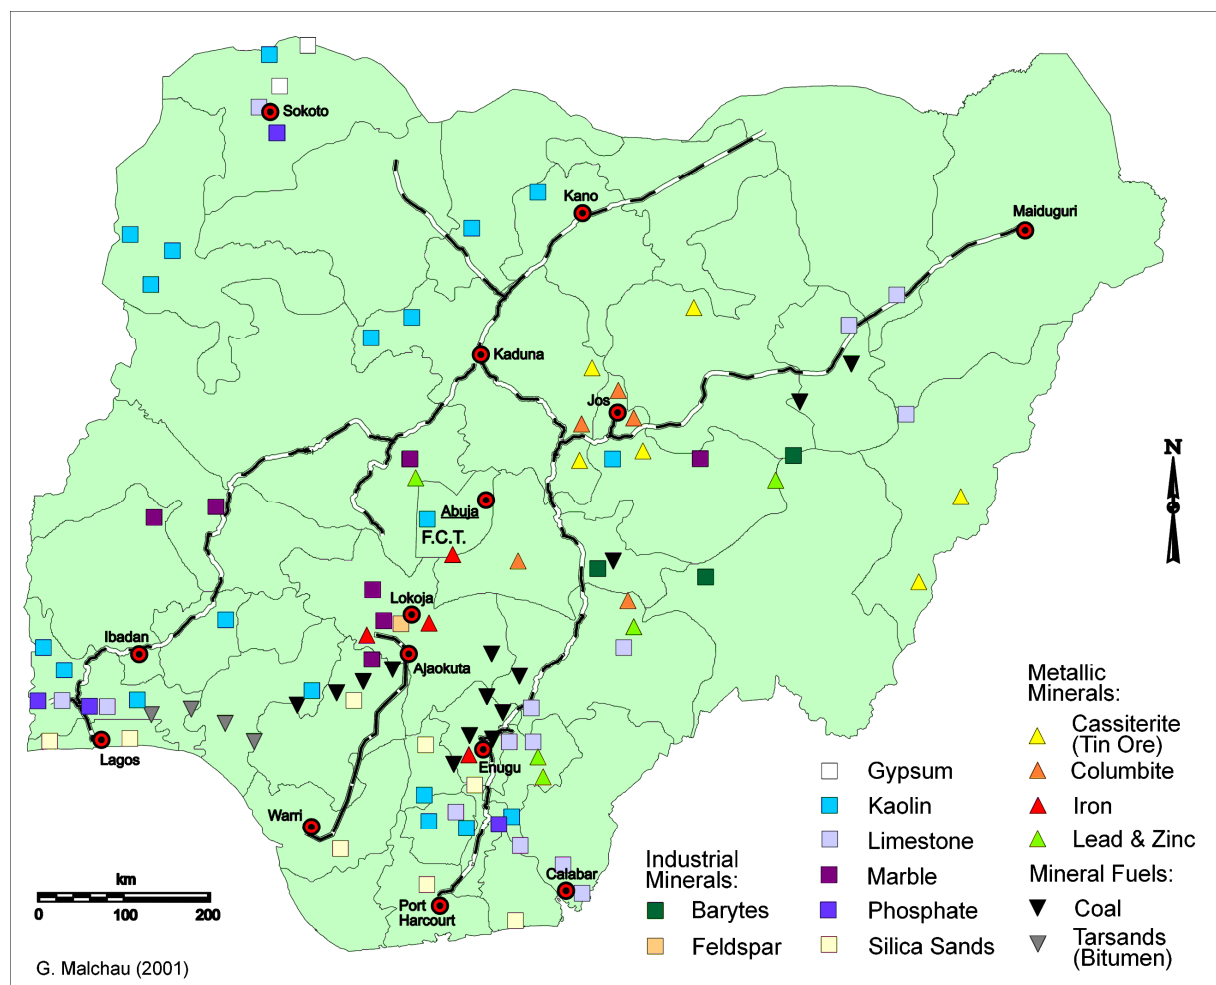 Sokoto
Kano
Maiduguri
Kaduna
Jos
Abuja
F.C.T.
Lokoja
Ibadan
Ajaokuta
Lagos
Enugu
Warri
Calabar
Port
Harcourt
N
km
0 100 200
G. Malchau (2001)
Industrial
Minerals:
Barytes
Feldspar
Gypsum
Kaolin
Limestone
Marble
Phosphate
Silica Sands
Metallic
Minerals:
Cassiterite
(Tin Ore)
Columbite
Iron
Lead & Zinc
Mineral Fuels:
Coal
Tarsands
(Bitumen)